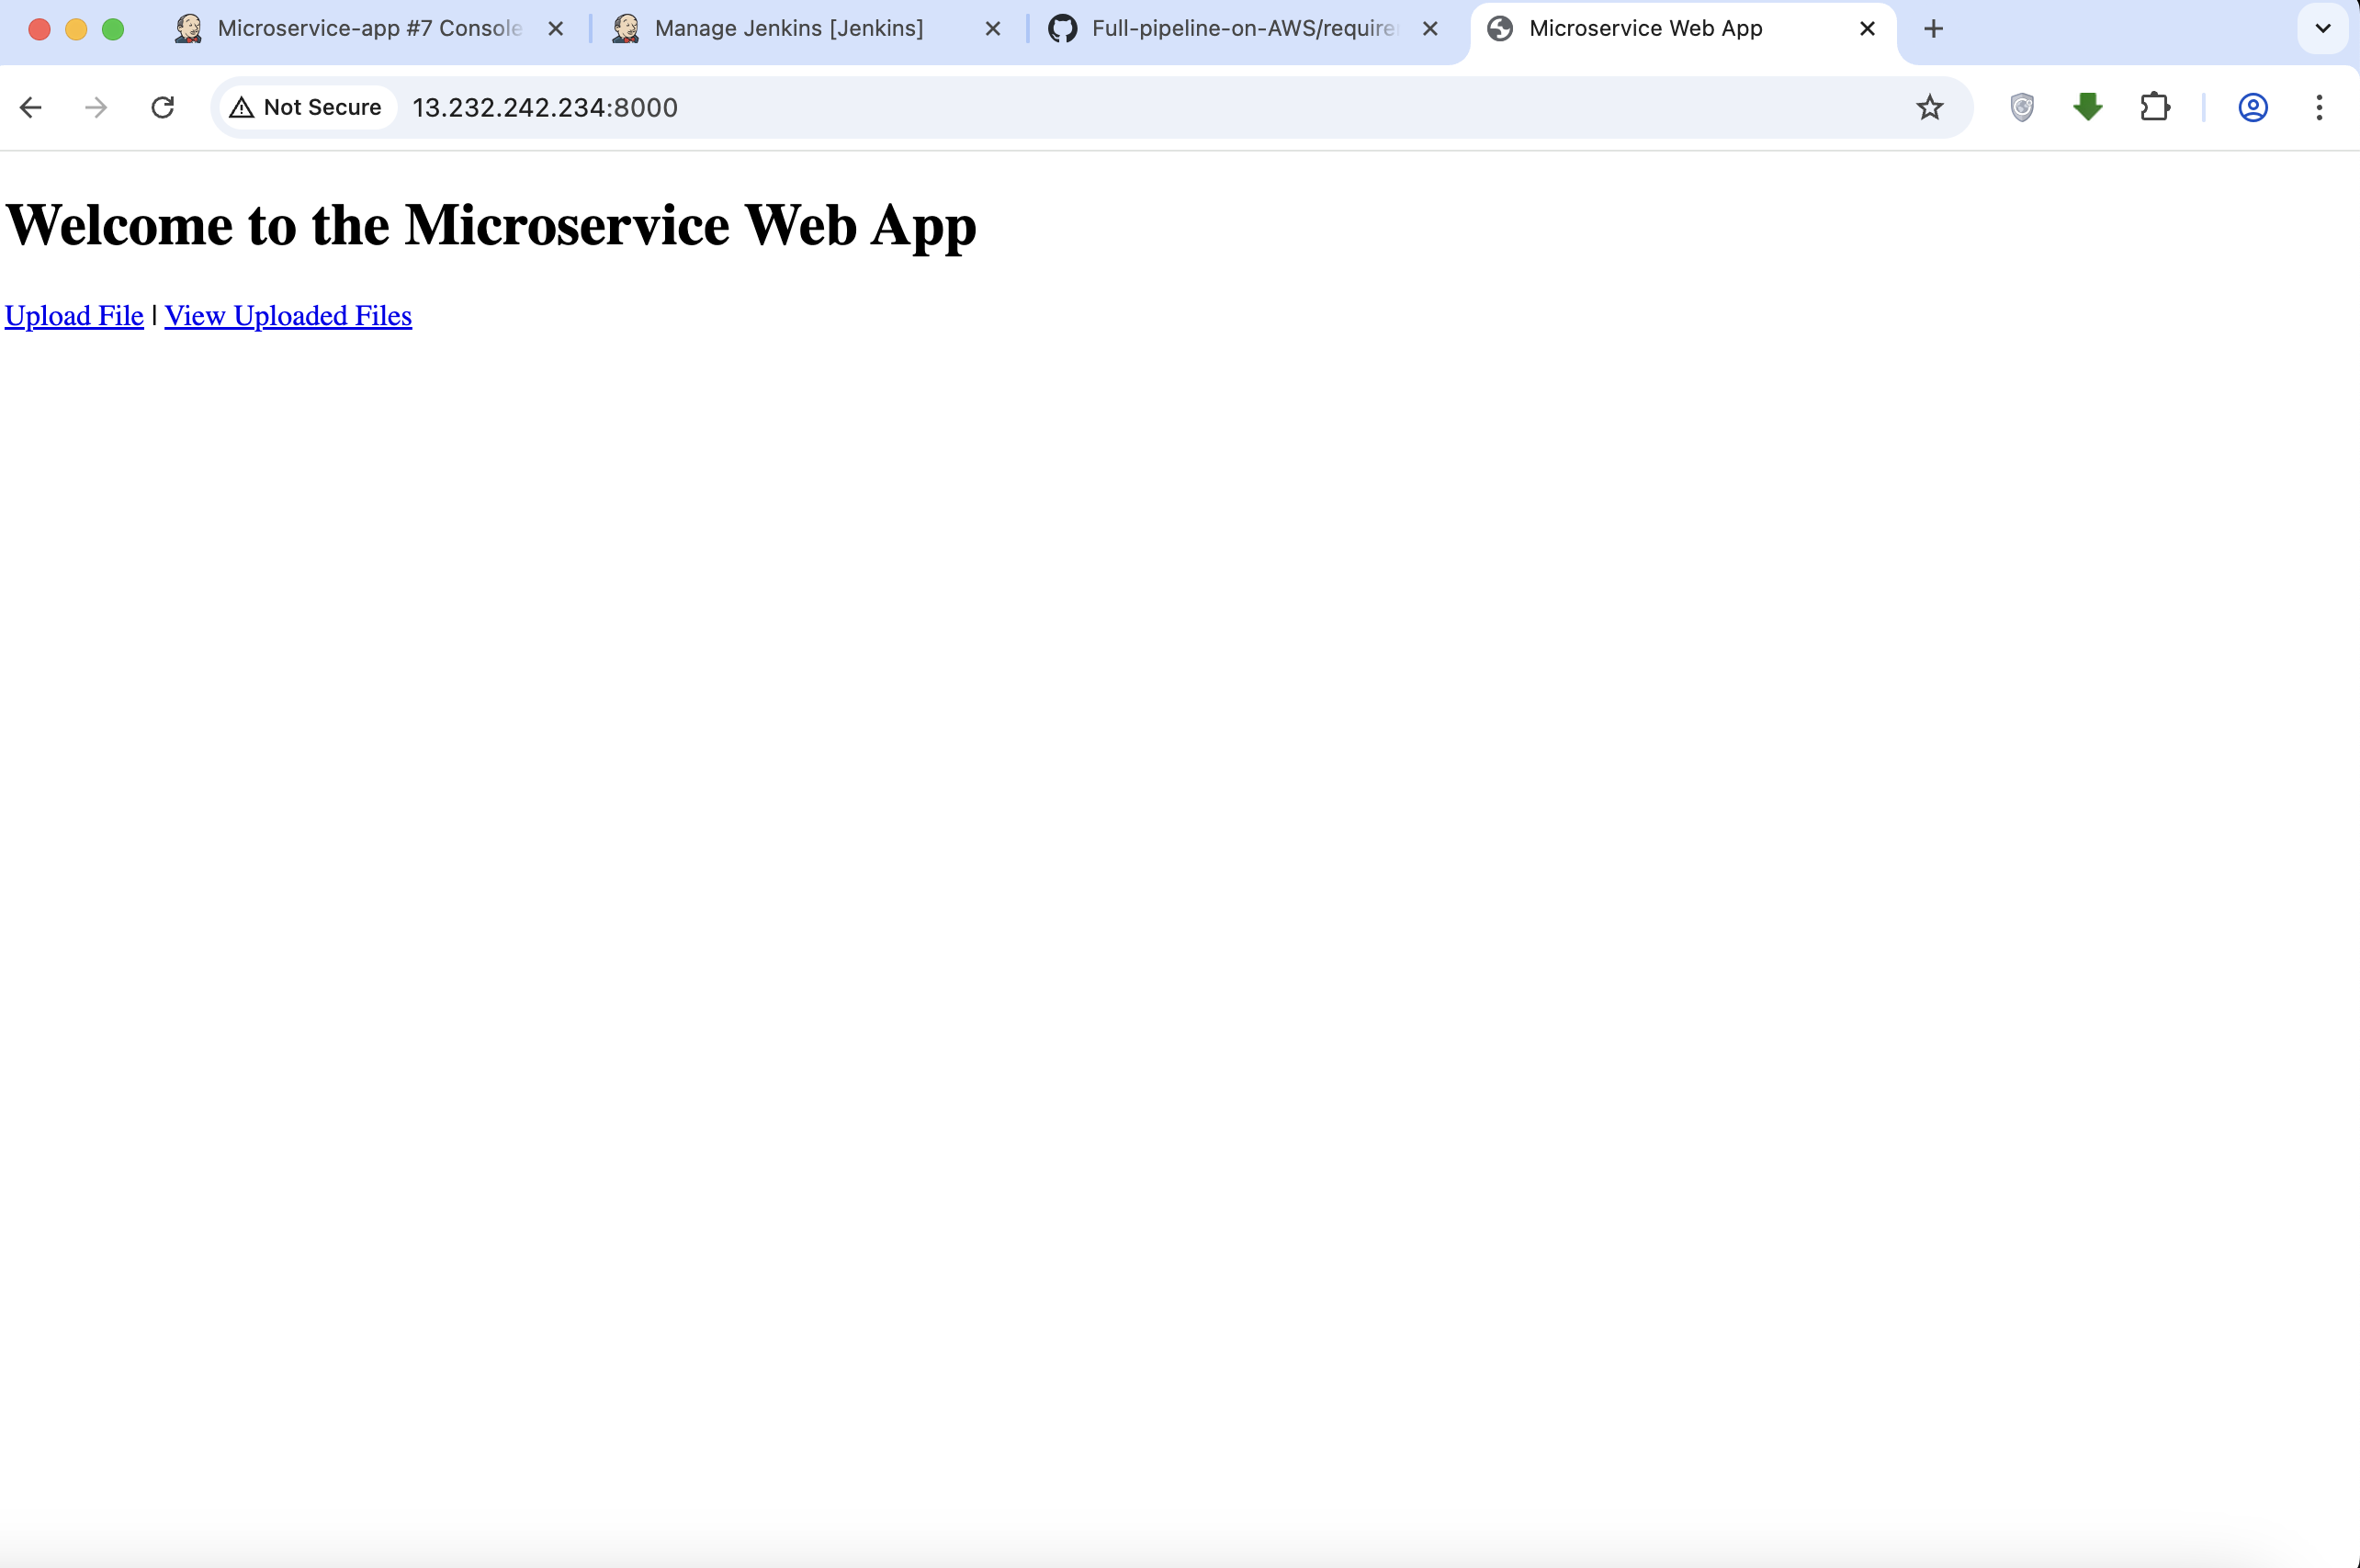 Microservice-app #7 Console
Manage Jenkins [Jenkins]
Full-pipeline-on-AWS/require
Microservice Web App
Not Secure 13.232.242.234:8000
Welcome to the Microservice Web App
Upload File | View Uploaded Files